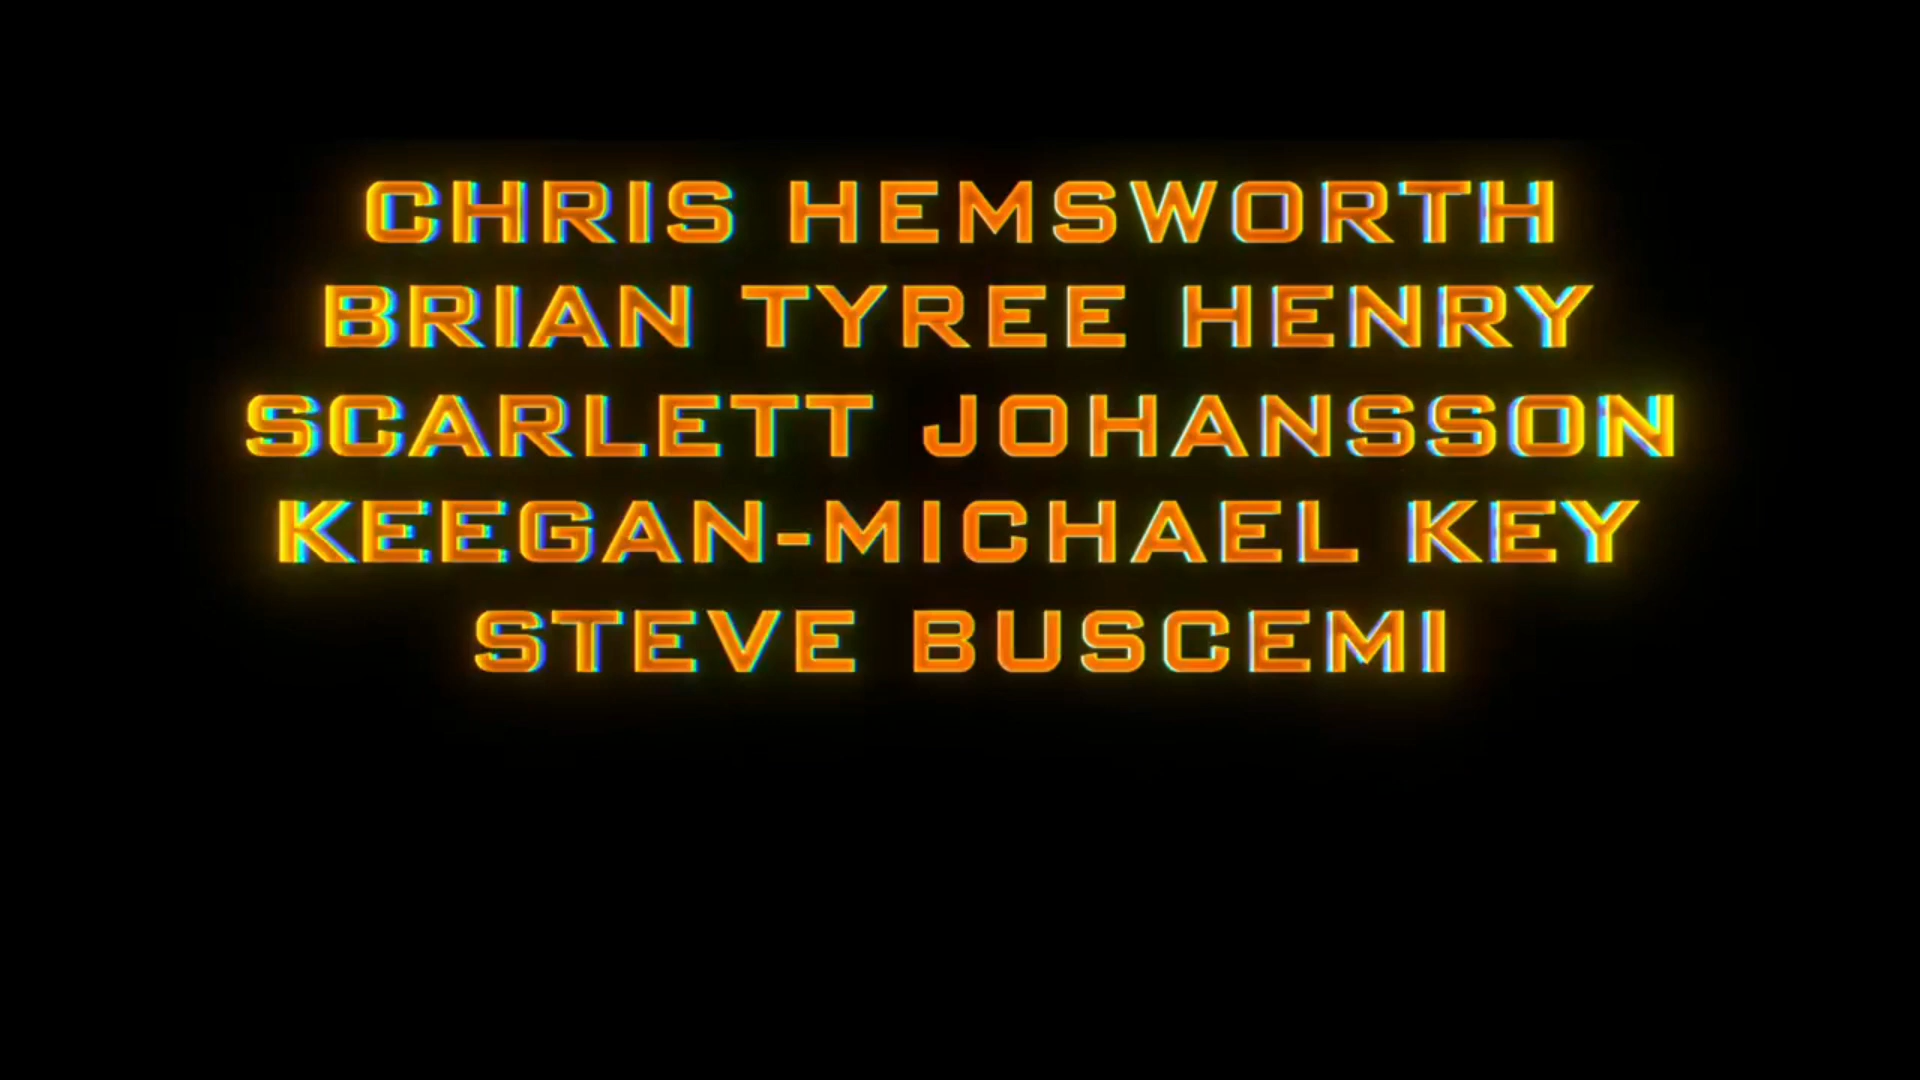 CHRIS HEMSWORTH
BRIAN TYREE HENRY
SCARLETT JOHANSSON
KEEGAN-MICHAEL KEY
STEVE BUSCEMI